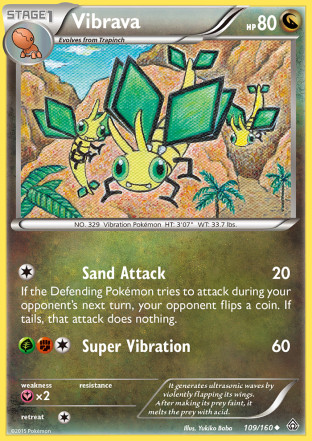 STAGE1
Vibrava
HP80
Evolves from Trapinch
NO. 329 Vibration Pokémon HT: 3'07" WT: 33.7 lbs.
Sand Attack 20
If the Defending Pokémon tries to attack during your
opponent's next turn, your opponent flips a coin. If
tails, that attack does nothing.
Super Vibration 60
weakness
×2
resistance
retreat
It generates ultrasonic waves by
violently flapping its wings.
After making its prey faint, it
melts the prey with acid.
©2015 Pokémon
Illus. Yukiko Baba
109/160